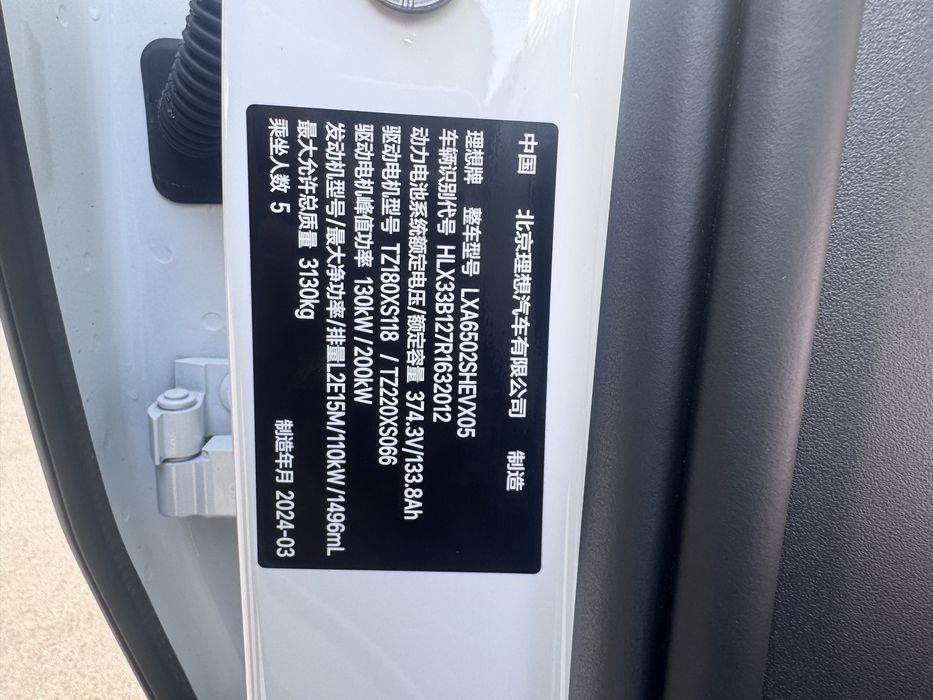 中国 北京理想汽车有限公司 制造
理想牌 整车型号 LXA6502SHEVX05
车辆识别代号 HLX33B127R1632012
动力电池系统额定电压/额定容量 374.3V/133.8Ah
驱动电机型号 TZ180XS118 / TZ220XS066
驱动电机峰值功率 130kW / 200kW
发动机型号/最大净功率/排量L2E15M/110kW/1496mL
最大允许总质量 3130kg
乘坐人数 5 制造年月 2024-03